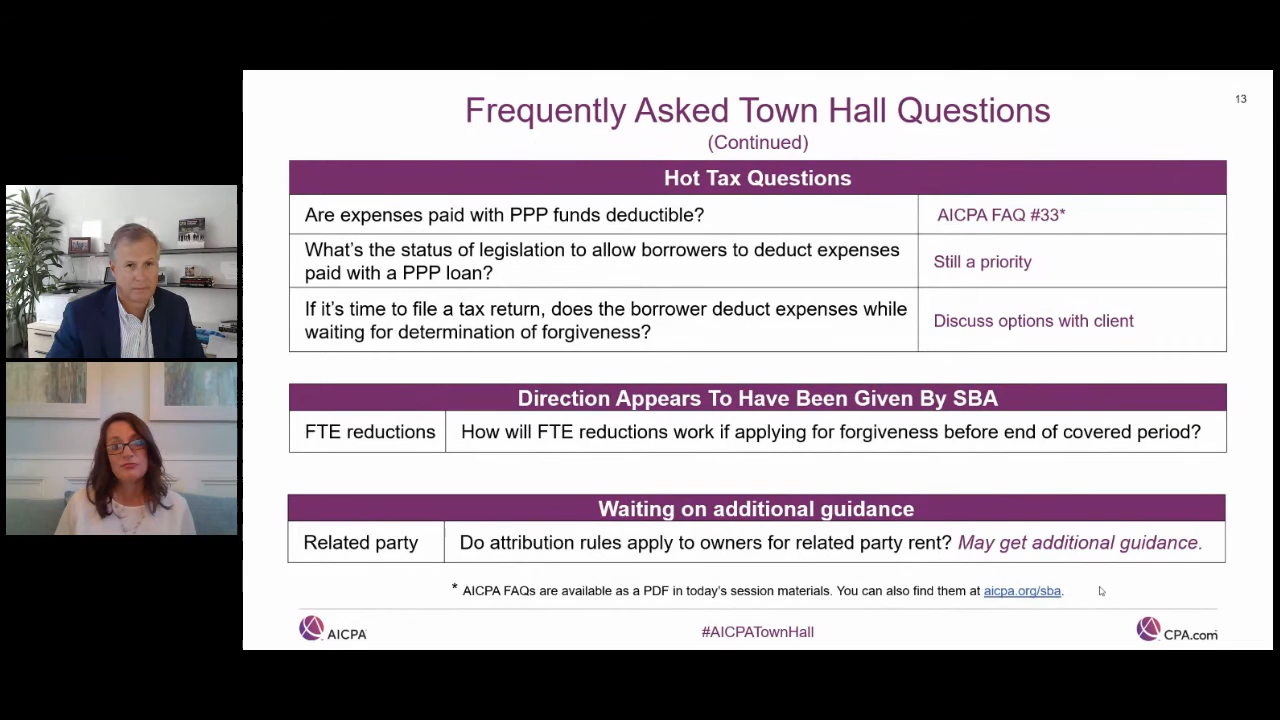 13
Frequently Asked Town Hall Questions
(Continued)
Hot Tax Questions
Are expenses paid with PPP funds deductible?
AICPA FAQ #33*
What's the status of legislation to allow borrowers to deduct expenses
paid with a PPP loan?
Still a priority
If it's time to file a tax return, does the borrower deduct expenses while
waiting for determination of forgiveness?
Discuss options with client
Direction Appears To Have Been Given By SBA
FTE reductions
How will FTE reductions work if applying for forgiveness before end of covered period?
Waiting on additional guidance
Related party
Do attribution rules apply to owners for related party rent? May get additional guidance.
* AICPA FAQs are available as a PDF in today's session materials. You can also find them at aicpa.org/sba.
AICPA
#AICPATownHall
CPA.com